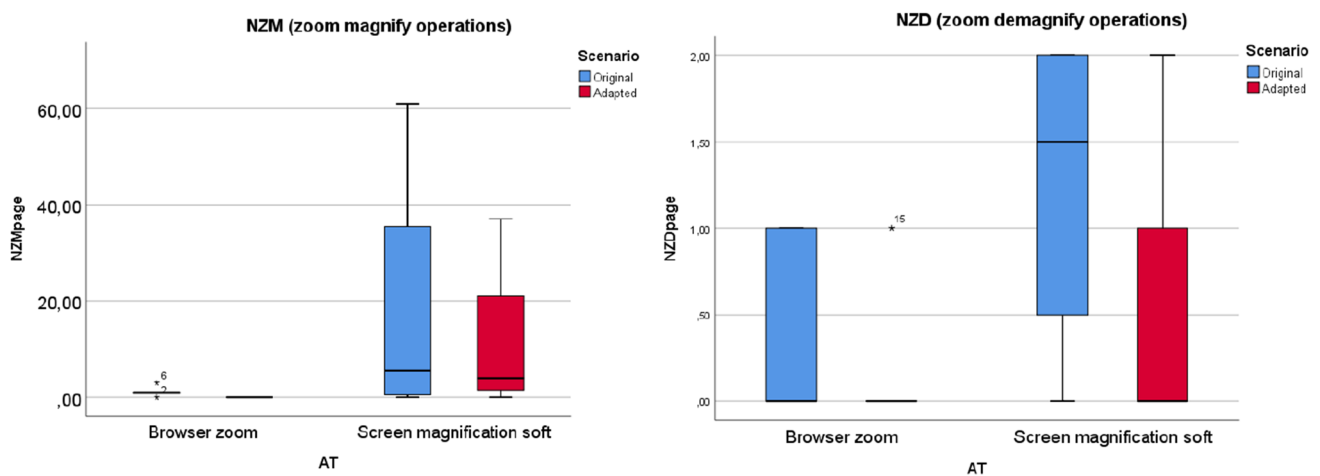 NZM (zoom magnify operations)
Scenario
Original
Adapted
60,00
40,00
20,00
,00
NZMpage
*6
*2
Browser zoom
Screen magnification soft
AT
NZD (zoom demagnify operations)
Scenario
Original
Adapted
2,00
1,50
1,00
,50
,00
NZDpage
*15
Browser zoom
Screen magnification soft
AT